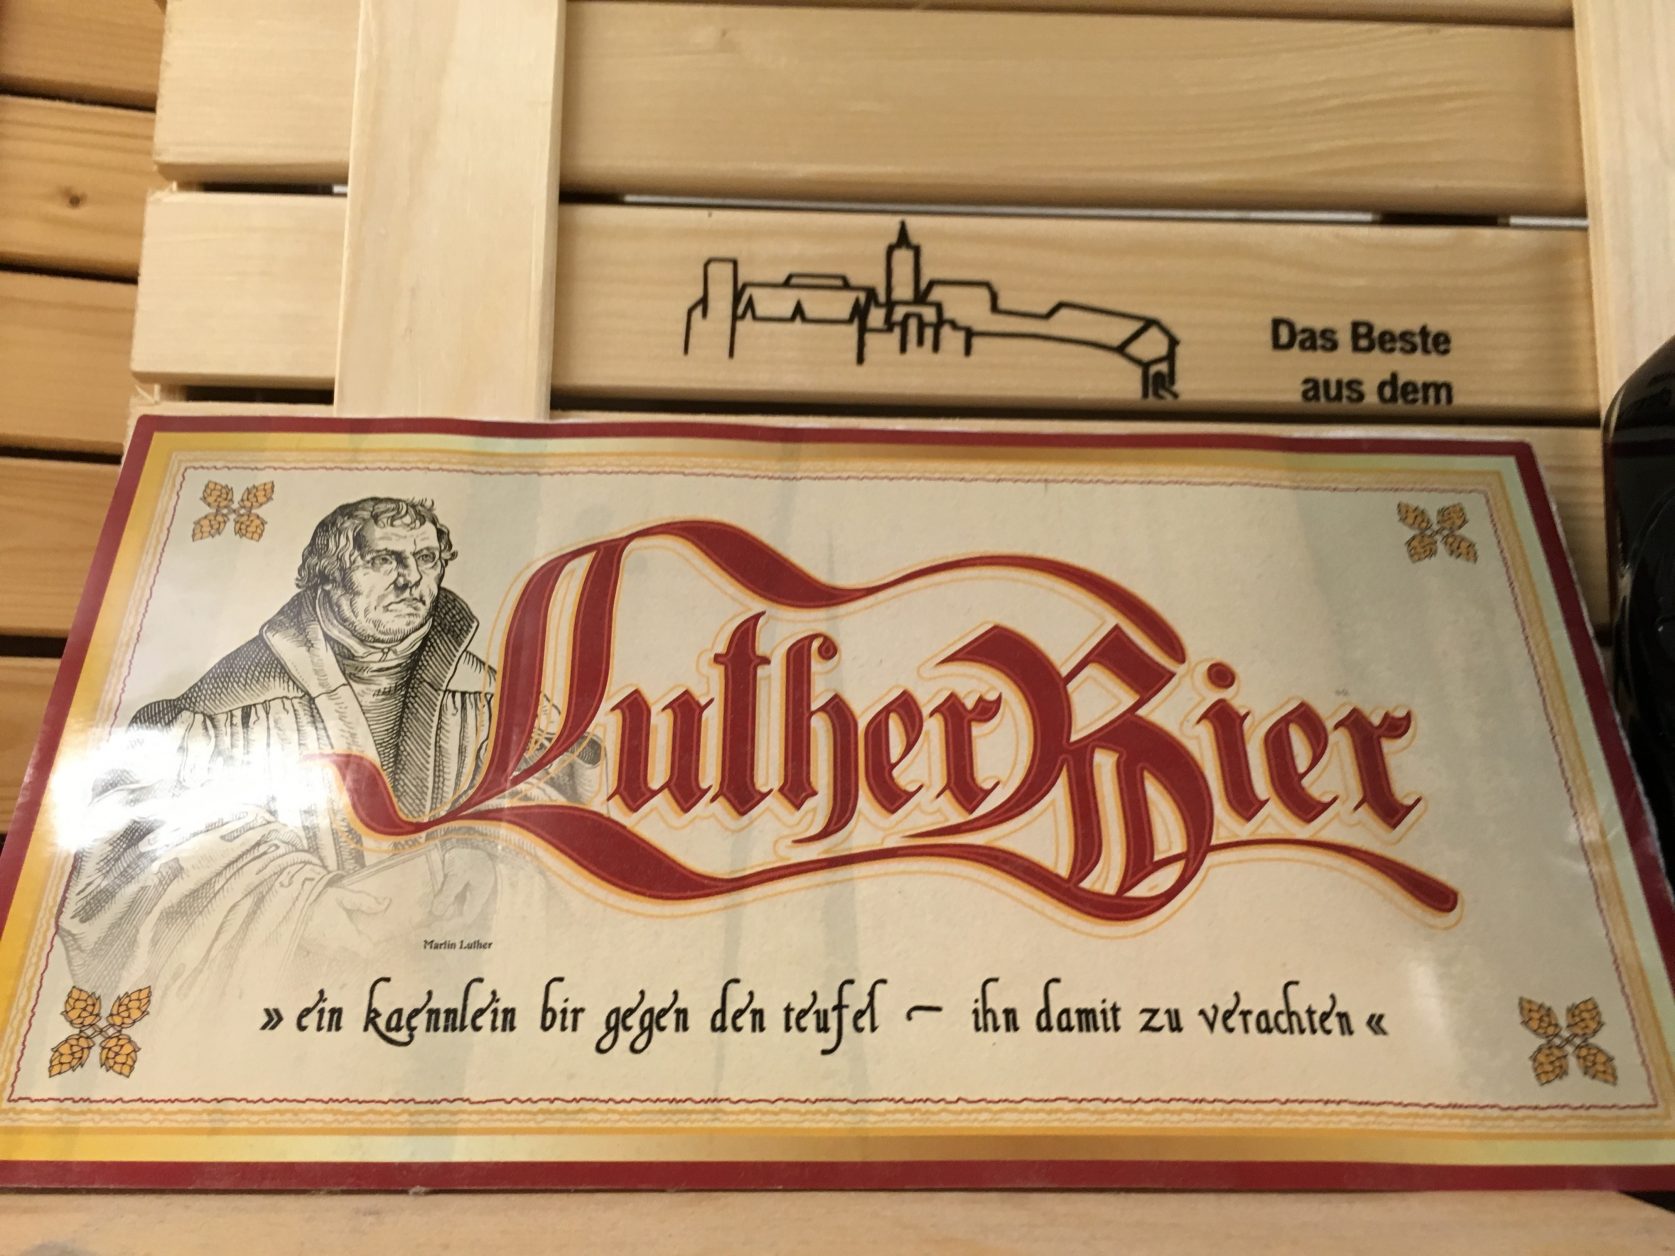 Das Beste
aus dem
LutherBier
Martin Luther
» ein kaennlein bir gegen den teufel – ihn damit zu verachten «